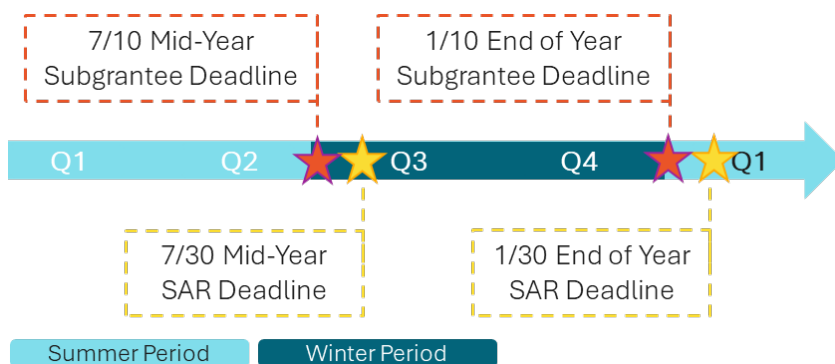 7/10 Mid-Year
Subgrantee Deadline
1/10 End of Year
Subgrantee Deadline
Q1
Q2
Q3
Q4
Q1
7/30 Mid-Year
SAR Deadline
1/30 End of Year
SAR Deadline
Summer Period
Winter Period